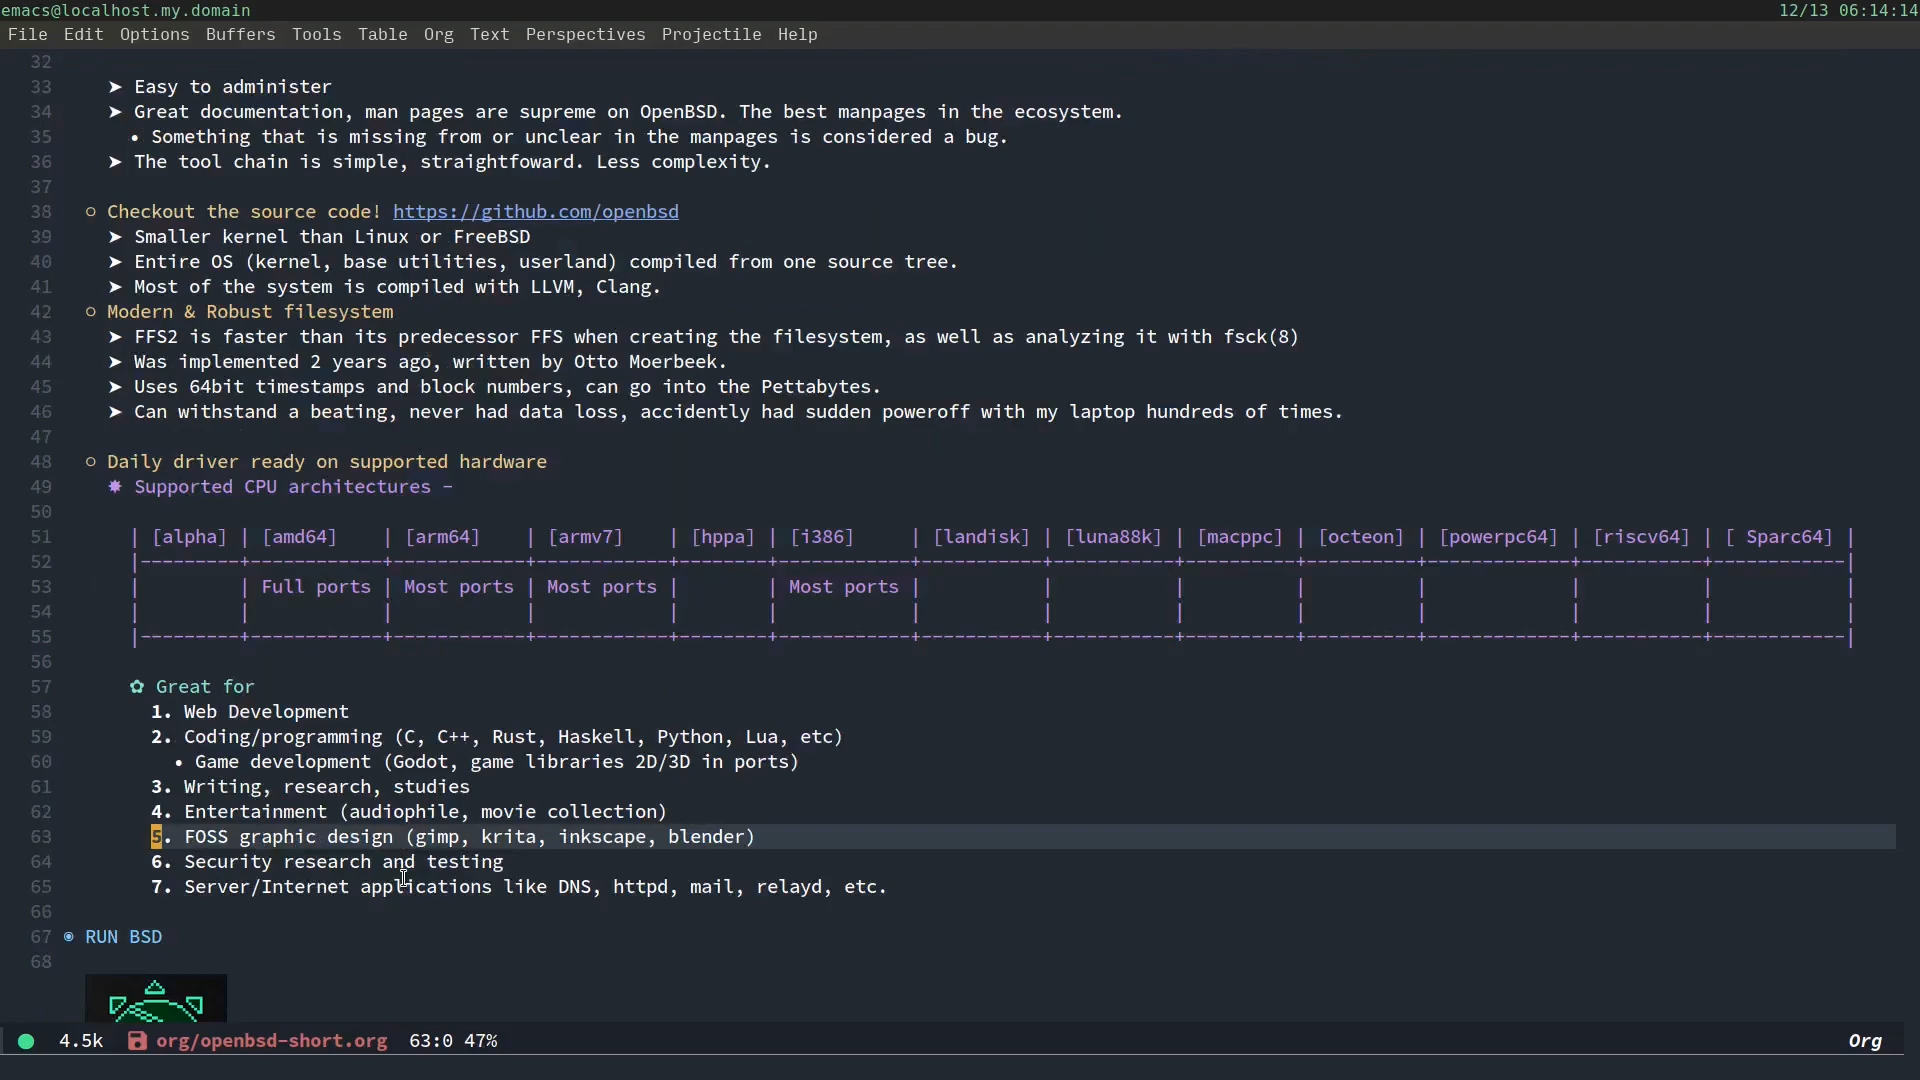 emacs@localhost.my.domain 12/13 06:14:14
File Edit Options Buffers Tools Table Org Text Perspectives Projectile Help
32
33 ➤ Easy to administer
34 ➤ Great documentation, man pages are supreme on OpenBSD. The best manpages in the ecosystem.
35 • Something that is missing from or unclear in the manpages is considered a bug.
36 ➤ The tool chain is simple, straightfoward. Less complexity.
37
38 ○ Checkout the source code! https://github.com/openbsd
39 ➤ Smaller kernel than Linux or FreeBSD
40 ➤ Entire OS (kernel, base utilities, userland) compiled from one source tree.
41 ➤ Most of the system is compiled with LLVM, Clang.
42 ○ Modern & Robust filesystem
43 ➤ FFS2 is faster than its predecessor FFS when creating the filesystem, as well as analyzing it with fsck(8)
44 ➤ Was implemented 2 years ago, written by Otto Moerbeek.
45 ➤ Uses 64bit timestamps and block numbers, can go into the Pettabytes.
46 ➤ Can withstand a beating, never had data loss, accidently had sudden poweroff with my laptop hundreds of times.
47
48 ○ Daily driver ready on supported hardware
49 ✸ Supported CPU architectures -
50
51 | [alpha] | [amd64] | [arm64] | [armv7] | [hppa] | [i386] | [landisk] | [luna88k] | [macppc] | [octeon] | [powerpc64] | [riscv64] | [ Sparc64] |
52 |---------+------------+------------+------------+--------+------------+-----------+-----------+----------+----------+-------------+-----------+------------|
53 | | Full ports | Most ports | Most ports | | Most ports | | | | | | | |
54 | | | | | | | | | | | | | |
55 |---------+------------+------------+------------+--------+------------+-----------+-----------+----------+----------+-------------+-----------+------------|
56
57 ✿ Great for
58 1. Web Development
59 2. Coding/programming (C, C++, Rust, Haskell, Python, Lua, etc)
60 • Game development (Godot, game libraries 2D/3D in ports)
61 3. Writing, research, studies
62 4. Entertainment (audiophile, movie collection)
63 5. FOSS graphic design (gimp, krita, inkscape, blender)
64 6. Security research and testing
65 7. Server/Internet applications like DNS, httpd, mail, relayd, etc.
66
67 ◉ RUN BSD
68
4.5k org/openbsd-short.org 63:0 47% Org